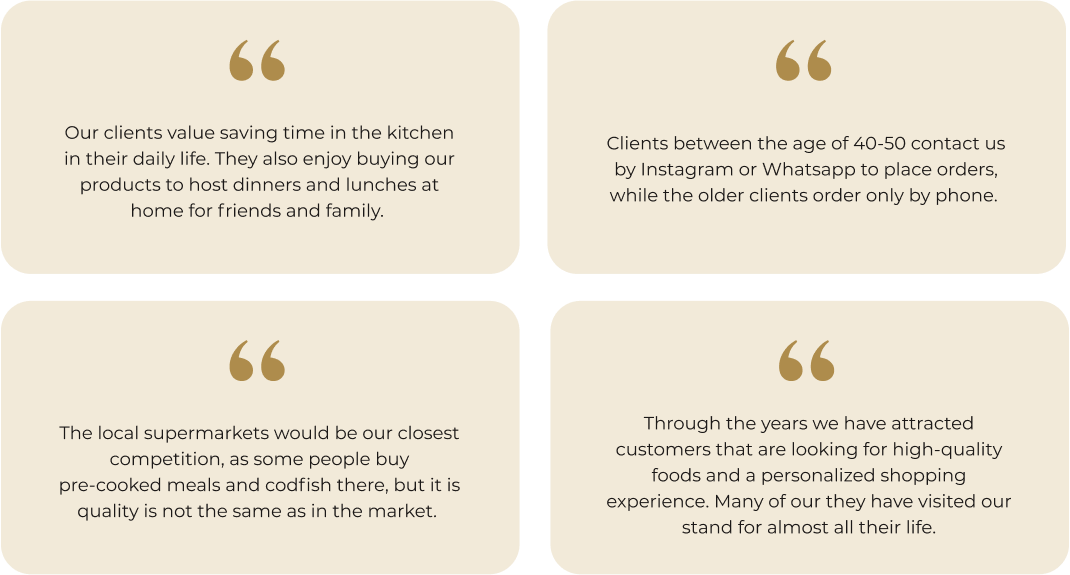 “
Our clients value saving time in the kitchen
in their daily life. They also enjoy buying our
products to host dinners and lunches at
home for friends and family.
“
Clients between the age of 40-50 contact us
by Instagram or Whatsapp to place orders,
while the older clients order only by phone.
“
The local supermarkets would be our closest
competition, as some people buy
pre-cooked meals and codfish there, but it is
quality is not the same as in the market.
“
Through the years we have attracted
customers that are looking for high-quality
foods and a personalized shopping
experience. Many of our they have visited our
stand for almost all their life.